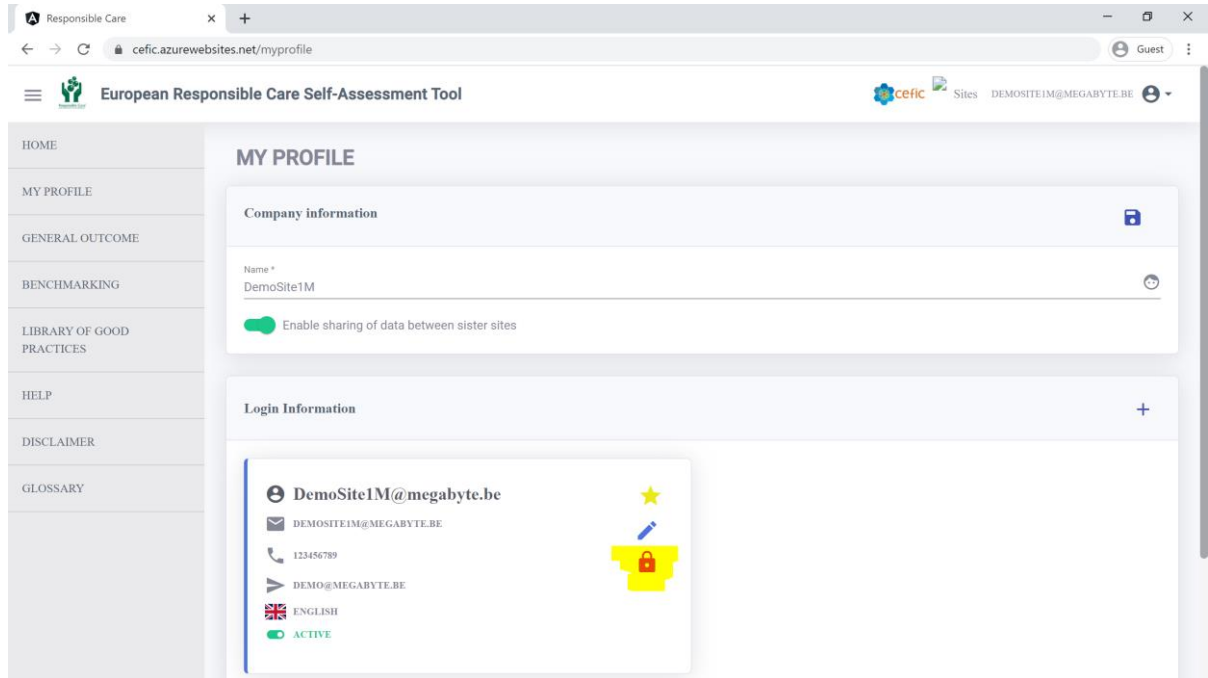 Responsible Care
cefic.azurewebsites.net/myprofile
Guest
European Responsible Care Self-Assessment Tool
cefic
Sites
DEMOSITE1M@MEGABYTE.BE
HOME
MY PROFILE
GENERAL OUTCOME
BENCHMARKING
LIBRARY OF GOOD
PRACTICES
HELP
DISCLAIMER
GLOSSARY
MY PROFILE
Company information
Name *
DemoSite1M
Enable sharing of data between sister sites
Login Information
DemoSite1M@megabyte.be
DEMOSITE1M@MEGABYTE.BE
123456789
DEMO@MEGABYTE.BE
ENGLISH
ACTIVE